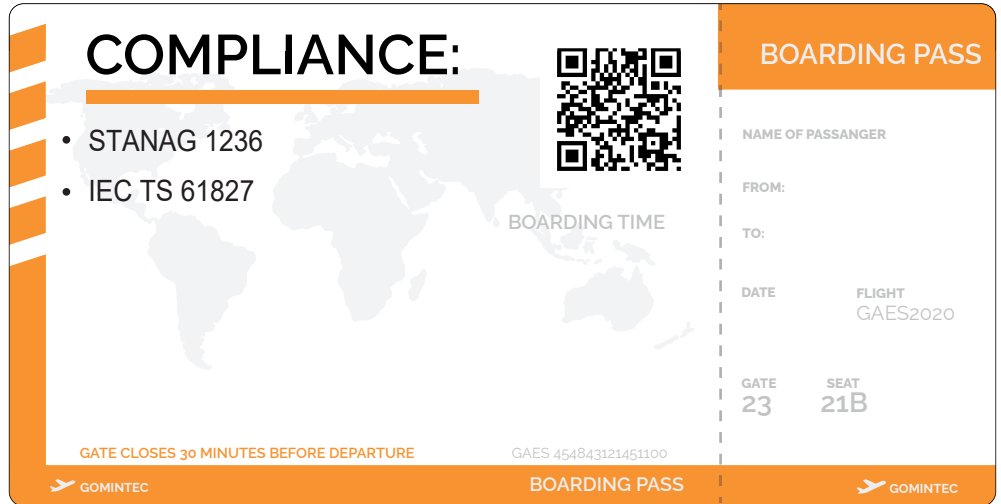 COMPLIANCE:
• STANAG 1236
• IEC TS 61827
BOARDING TIME
GATE CLOSES 30 MINUTES BEFORE DEPARTURE
GAES 454843121451100
GOMINTEC
BOARDING PASS
BOARDING PASS
NAME OF PASSANGER
FROM:
TO:
DATE
FLIGHT
GAES2020
GATE
SEAT
23
21B
GOMINTEC